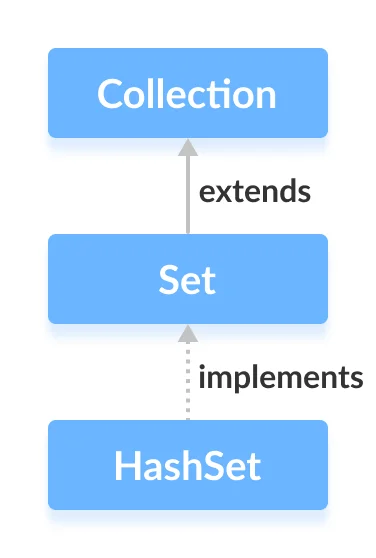 Collection
extends
Set
implements
HashSet